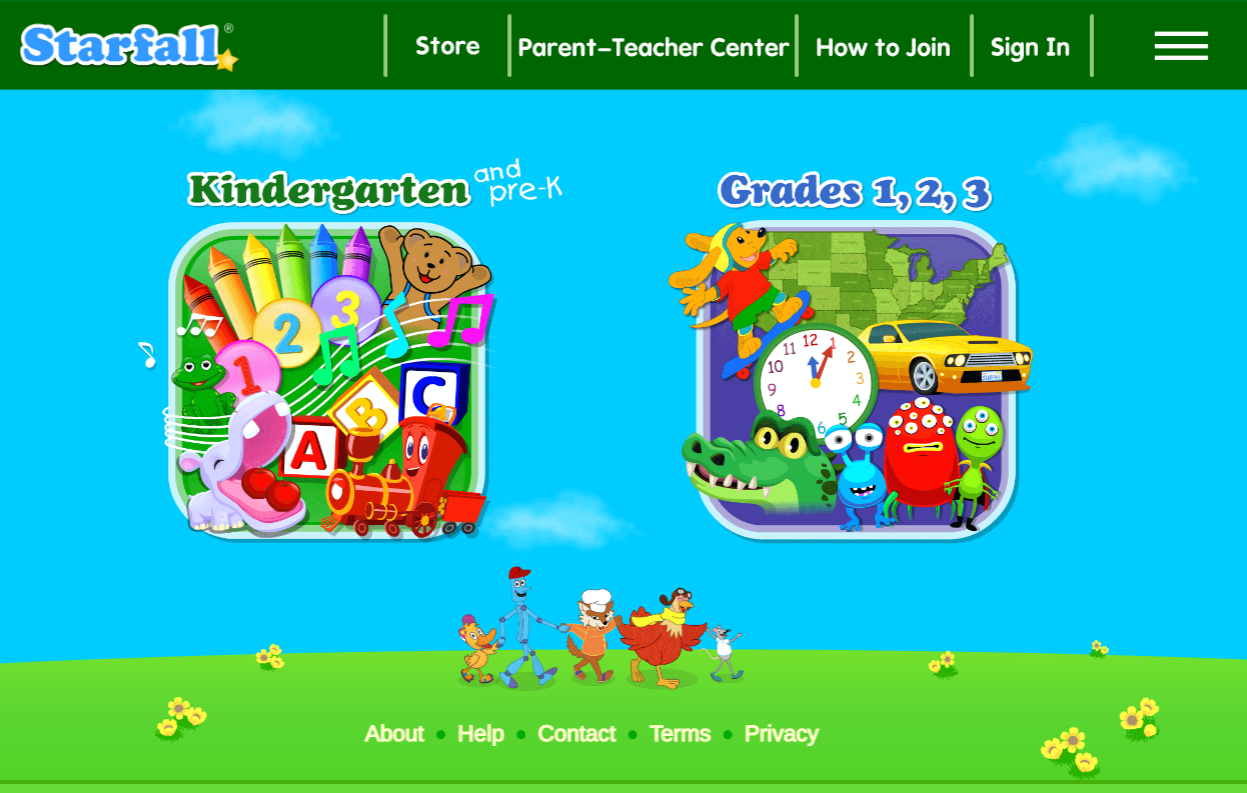 Starfall®
Store
Parent-Teacher Center
How to Join
Sign In
Kindergarten and pre-K
Grades 1, 2, 3
1 2 3
A B C
12 1 2 3 4 5 6 8 9 10 11
About • Help • Contact • Terms • Privacy